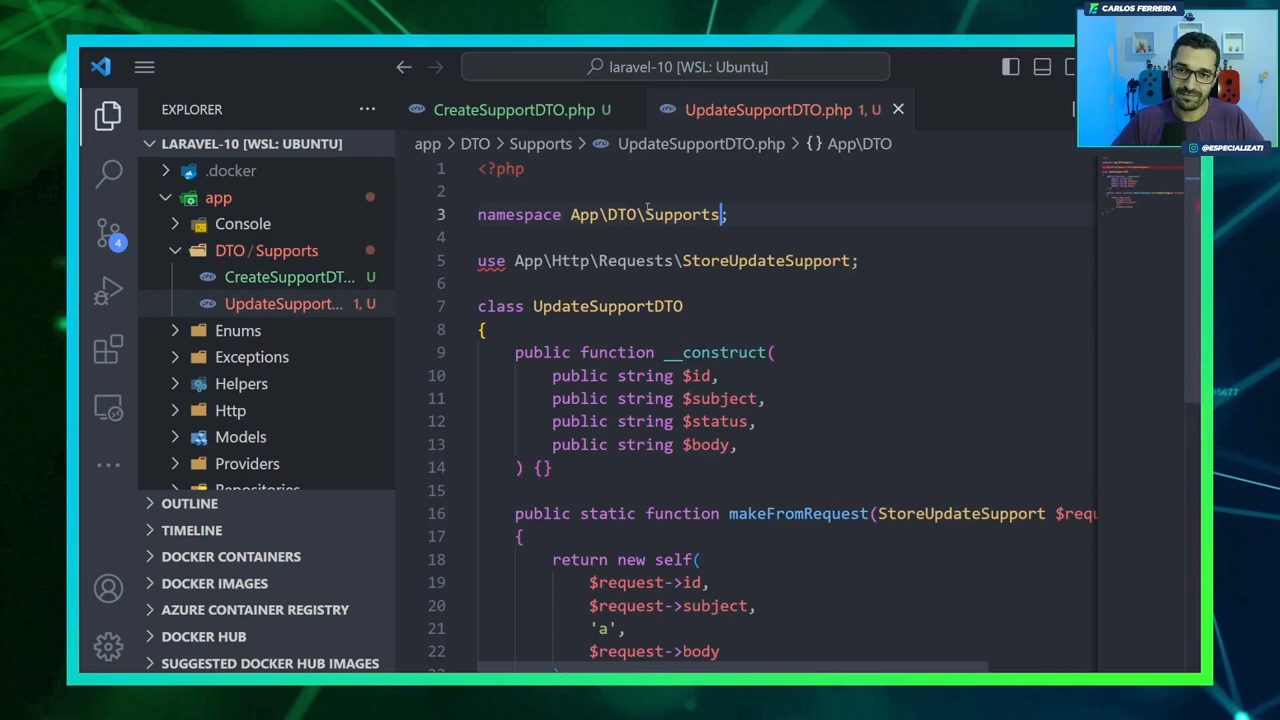 CARLOS FERREIRA
@ESPECIALIZATI
laravel-10 [WSL: Ubuntu]
EXPLORER
LARAVEL-10 [WSL: UBUNTU]
.docker
app
Console
DTO / Supports
CreateSupportDT... U
UpdateSupport... 1, U
Enums
Exceptions
Helpers
Http
Models
Providers
Repositories
OUTLINE
TIMELINE
DOCKER CONTAINERS
DOCKER IMAGES
AZURE CONTAINER REGISTRY
DOCKER HUB
SUGGESTED DOCKER HUB IMAGES
4
CreateSupportDTO.php U
UpdateSupportDTO.php 1, U
app > DTO > Supports > UpdateSupportDTO.php > {} App\DTO
1 <?php
2
3 namespace App\DTO\Supports;
4
5 use App\Http\Requests\StoreUpdateSupport;
6
7 class UpdateSupportDTO
8 {
9 public function __construct(
10 public string $id,
11 public string $subject,
12 public string $status,
13 public string $body,
14 ) {}
15
16 public static function makeFromRequest(StoreUpdateSupport $requ
17 {
18 return new self(
19 $request->id,
20 $request->subject,
21 'a',
22 $request->body